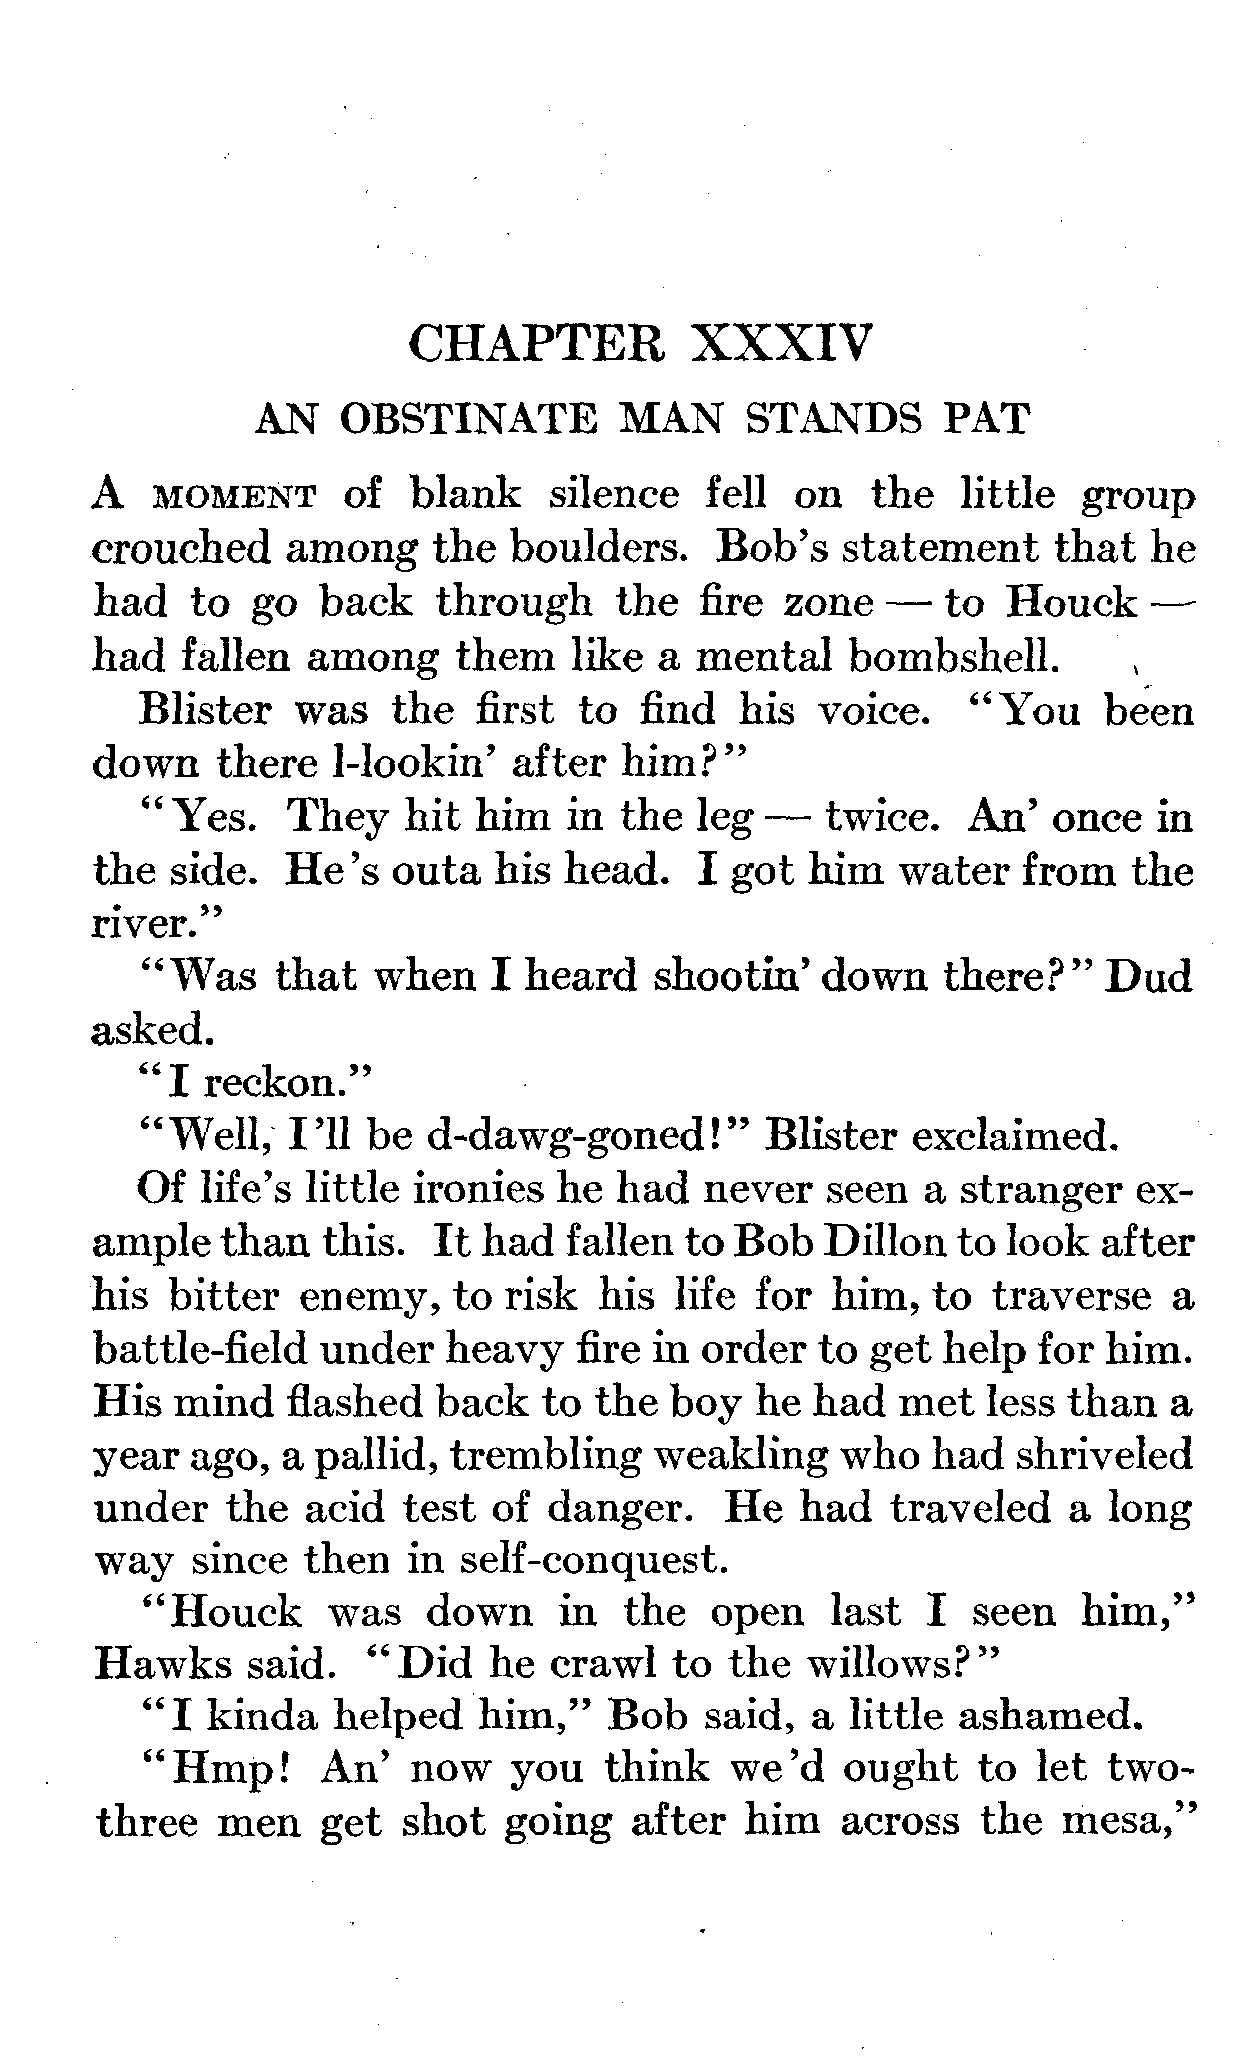 CHAPTER XXXIV
AN OBSTINATE MAN STANDS PAT
A MOMENT of blank silence fell on the little group
crouched among the boulders. Bob's statement that he
had to go back through the fire zone — to Houck —
had fallen among them like a mental bombshell.
Blister was the first to find his voice. "You been
down there l-lookin' after him?"
"Yes. They hit him in the leg — twice. An' once in
the side. He's outa his head. I got him water from the
river."
"Was that when I heard shootin' down there?" Dud
asked.
"I reckon."
"Well, I'll be d-dawg-goned!" Blister exclaimed.
Of life's little ironies he had never seen a stranger ex-
ample than this. It had fallen to Bob Dillon to look after
his bitter enemy, to risk his life for him, to traverse a
battle-field under heavy fire in order to get help for him.
His mind flashed back to the boy he had met less than a
year ago, a pallid, trembling weakling who had shriveled
under the acid test of danger. He had traveled a long
way since then in self-conquest.
"Houck was down in the open last I seen him,"
Hawks said. "Did he crawl to the willows?"
"I kinda helped him," Bob said, a little ashamed.
"Hmp! An' now you think we'd ought to let two-
three men get shot going after him across the mesa,"